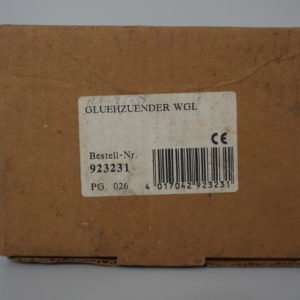 GLUEHZUENDER WGL
CE
Bestell-Nr.
923231
PG. 026
4 017042 923231